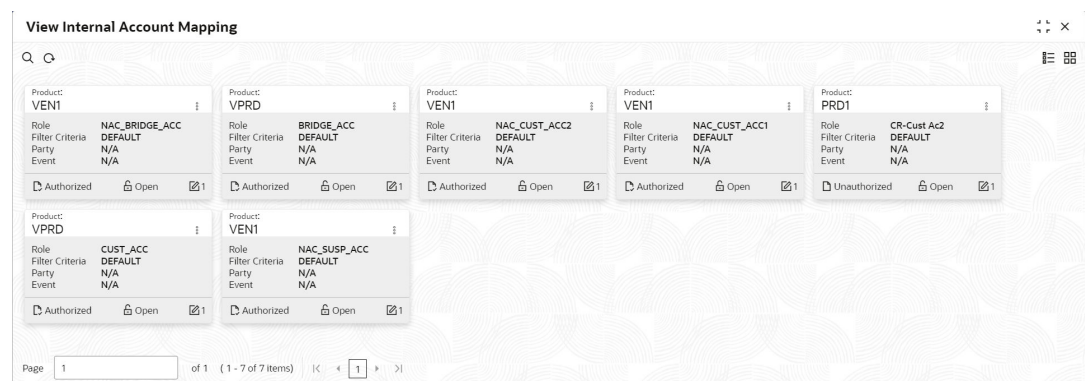 View Internal Account Mapping
Product:
VEN1
Role NAC_BRIDGE_ACC
Filter Criteria DEFAULT
Party N/A
Event N/A
Authorized Open 1
Product:
VPRD
Role BRIDGE_ACC
Filter Criteria DEFAULT
Party N/A
Event N/A
Authorized Open 1
Product:
VEN1
Role NAC_CUST_ACC2
Filter Criteria DEFAULT
Party N/A
Event N/A
Authorized Open 1
Product:
VEN1
Role NAC_CUST_ACC1
Filter Criteria DEFAULT
Party N/A
Event N/A
Authorized Open 1
Product:
PRD1
Role CR-Cust Ac2
Filter Criteria DEFAULT
Party N/A
Event N/A
Unauthorized Open 1
Product:
VPRD
Role CUST_ACC
Filter Criteria DEFAULT
Party N/A
Event N/A
Authorized Open 1
Product:
VEN1
Role NAC_SUSP_ACC
Filter Criteria DEFAULT
Party N/A
Event N/A
Authorized Open 1
Page 1 of 1 ( 1 - 7 of 7 items) 1